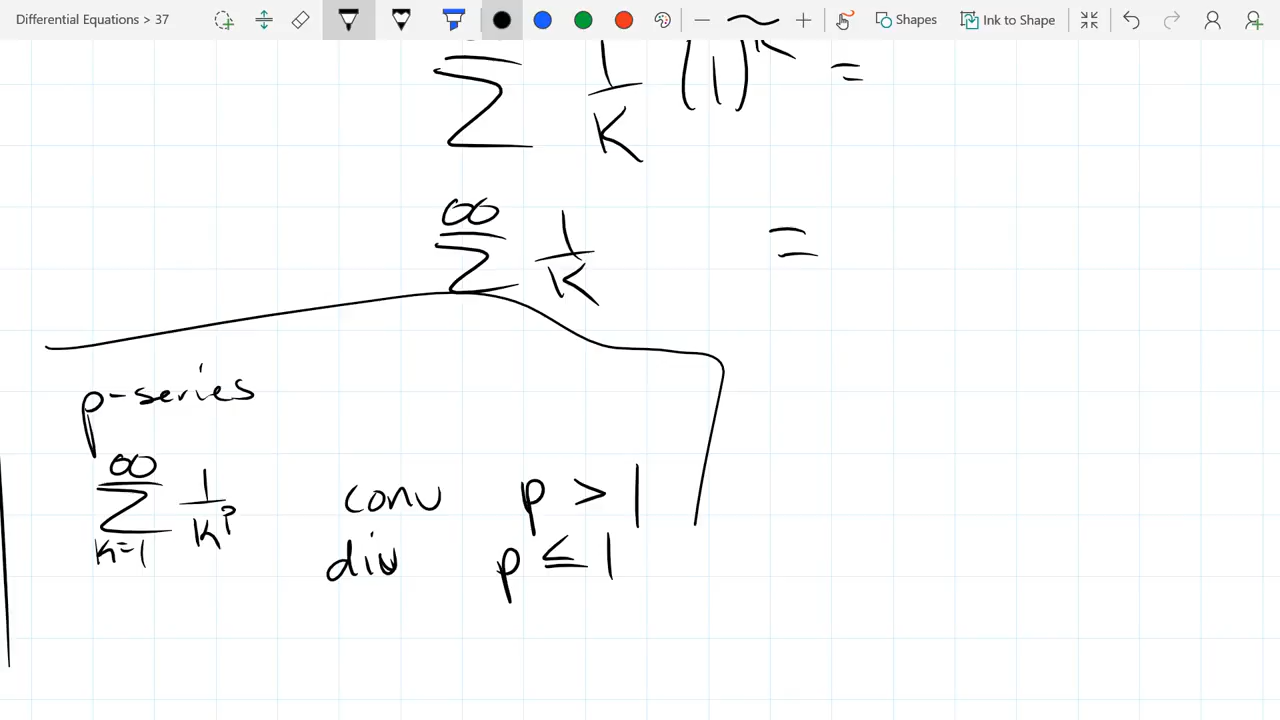 Differential Equations > 37
Shapes
Ink to Shape
∑ 1/K (1)^K =
∞ ∑ 1/K =
p-series
∞ ∑ K=1 1/K^p conv p > 1
div p ≤ 1